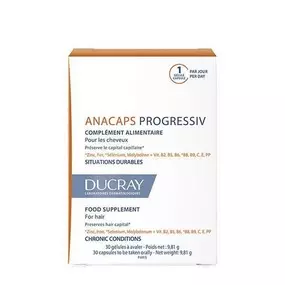 1
GÉLULE
CAPSULE
PAR JOUR
PER DAY
ANACAPS PROGRESSIV
COMPLÉMENT ALIMENTAIRE
Pour les cheveux
Préserve le capital capillaire*
*Zinc, Fer, *Sélénium, Molybdène + Vit. B2, B5, B6, *B8, B9, C, E, PP
SITUATIONS DURABLES
DUCRAY
LABORATOIRES DERMATOLOGIQUES
FOOD SUPPLEMENT
For hair
Preserves hair capital*
*Zinc, Iron, *Selenium, Molybdenum + Vit. B2, B5, B6, *B8, B9, C, E, PP
CHRONIC CONDITIONS
30 gélules à avaler - Poids net : 9,81 g
30 capsules to be taken orally - Net weight: 9,81 g
PARIS